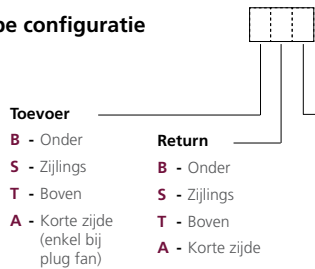 pe configuratie
Toevoer
B - Onder
S - Zijlings
T - Boven
A - Korte zijde
(enkel bij
plug fan)
Return
B - Onder
S - Zijlings
T - Boven
A - Korte zijde